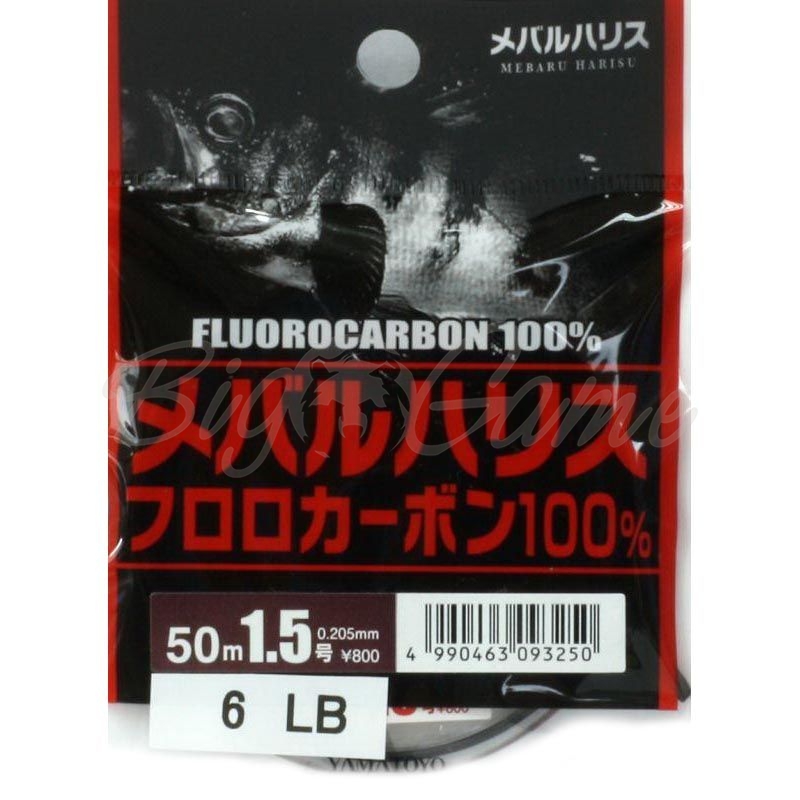 メバルハリス
MEBARU HARISU
FLUOROCARBON 100%
Big Game
メバルハリス
フロロカーボン100%
50m 1.5号 0.205mm ¥800
4 990463 093250
6 LB
YAMATOYO